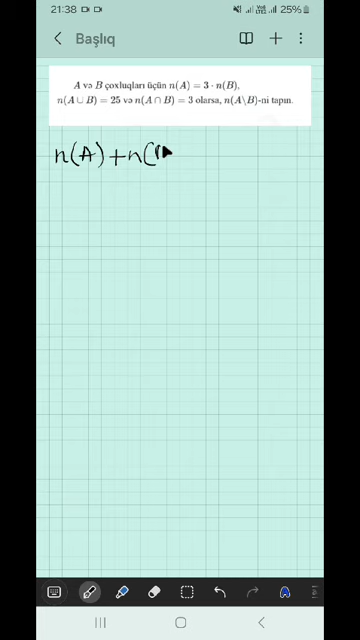 21:38
25%
Başlıq
A və B çoxluqları üçün n(A) = 3 · n(B),
n(A ∪ B) = 25 və n(A ∩ B) = 3 olarsa, n(A\B)-ni tapın.
n(A)+n(